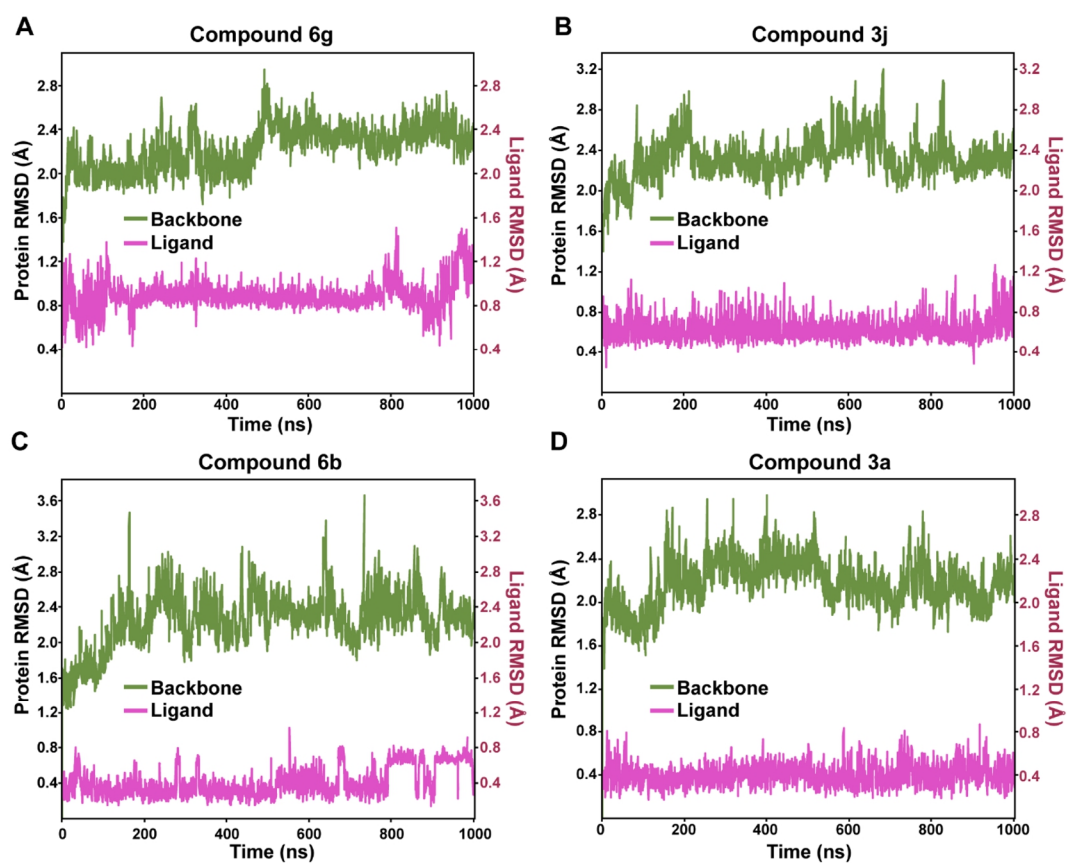 A
Compound 6g
Protein RMSD (Å)
2.8
2.4
2.0
1.6
1.2
0.8
0.4
Backbone
Ligand
2.8
2.4
2.0
1.6
1.2
0.8
0.4
Ligand RMSD (Å)
0 200 400 600 800 1000
Time (ns)
B
Compound 3j
Protein RMSD (Å)
3.2
2.8
2.4
2.0
1.6
1.2
0.8
0.4
Backbone
Ligand
3.2
2.8
2.4
2.0
1.6
1.2
0.8
0.4
Ligand RMSD (Å)
0 200 400 600 800 1000
Time (ns)
C
Compound 6b
Protein RMSD (Å)
3.6
3.2
2.8
2.4
2.0
1.6
1.2
0.8
0.4
Backbone
Ligand
3.6
3.2
2.8
2.4
2.0
1.6
1.2
0.8
0.4
Ligand RMSD (Å)
0 200 400 600 800 1000
Time (ns)
D
Compound 3a
Protein RMSD (Å)
2.8
2.4
2.0
1.6
1.2
0.8
0.4
Backbone
Ligand
2.8
2.4
2.0
1.6
1.2
0.8
0.4
Ligand RMSD (Å)
0 200 400 600 800 1000
Time (ns)